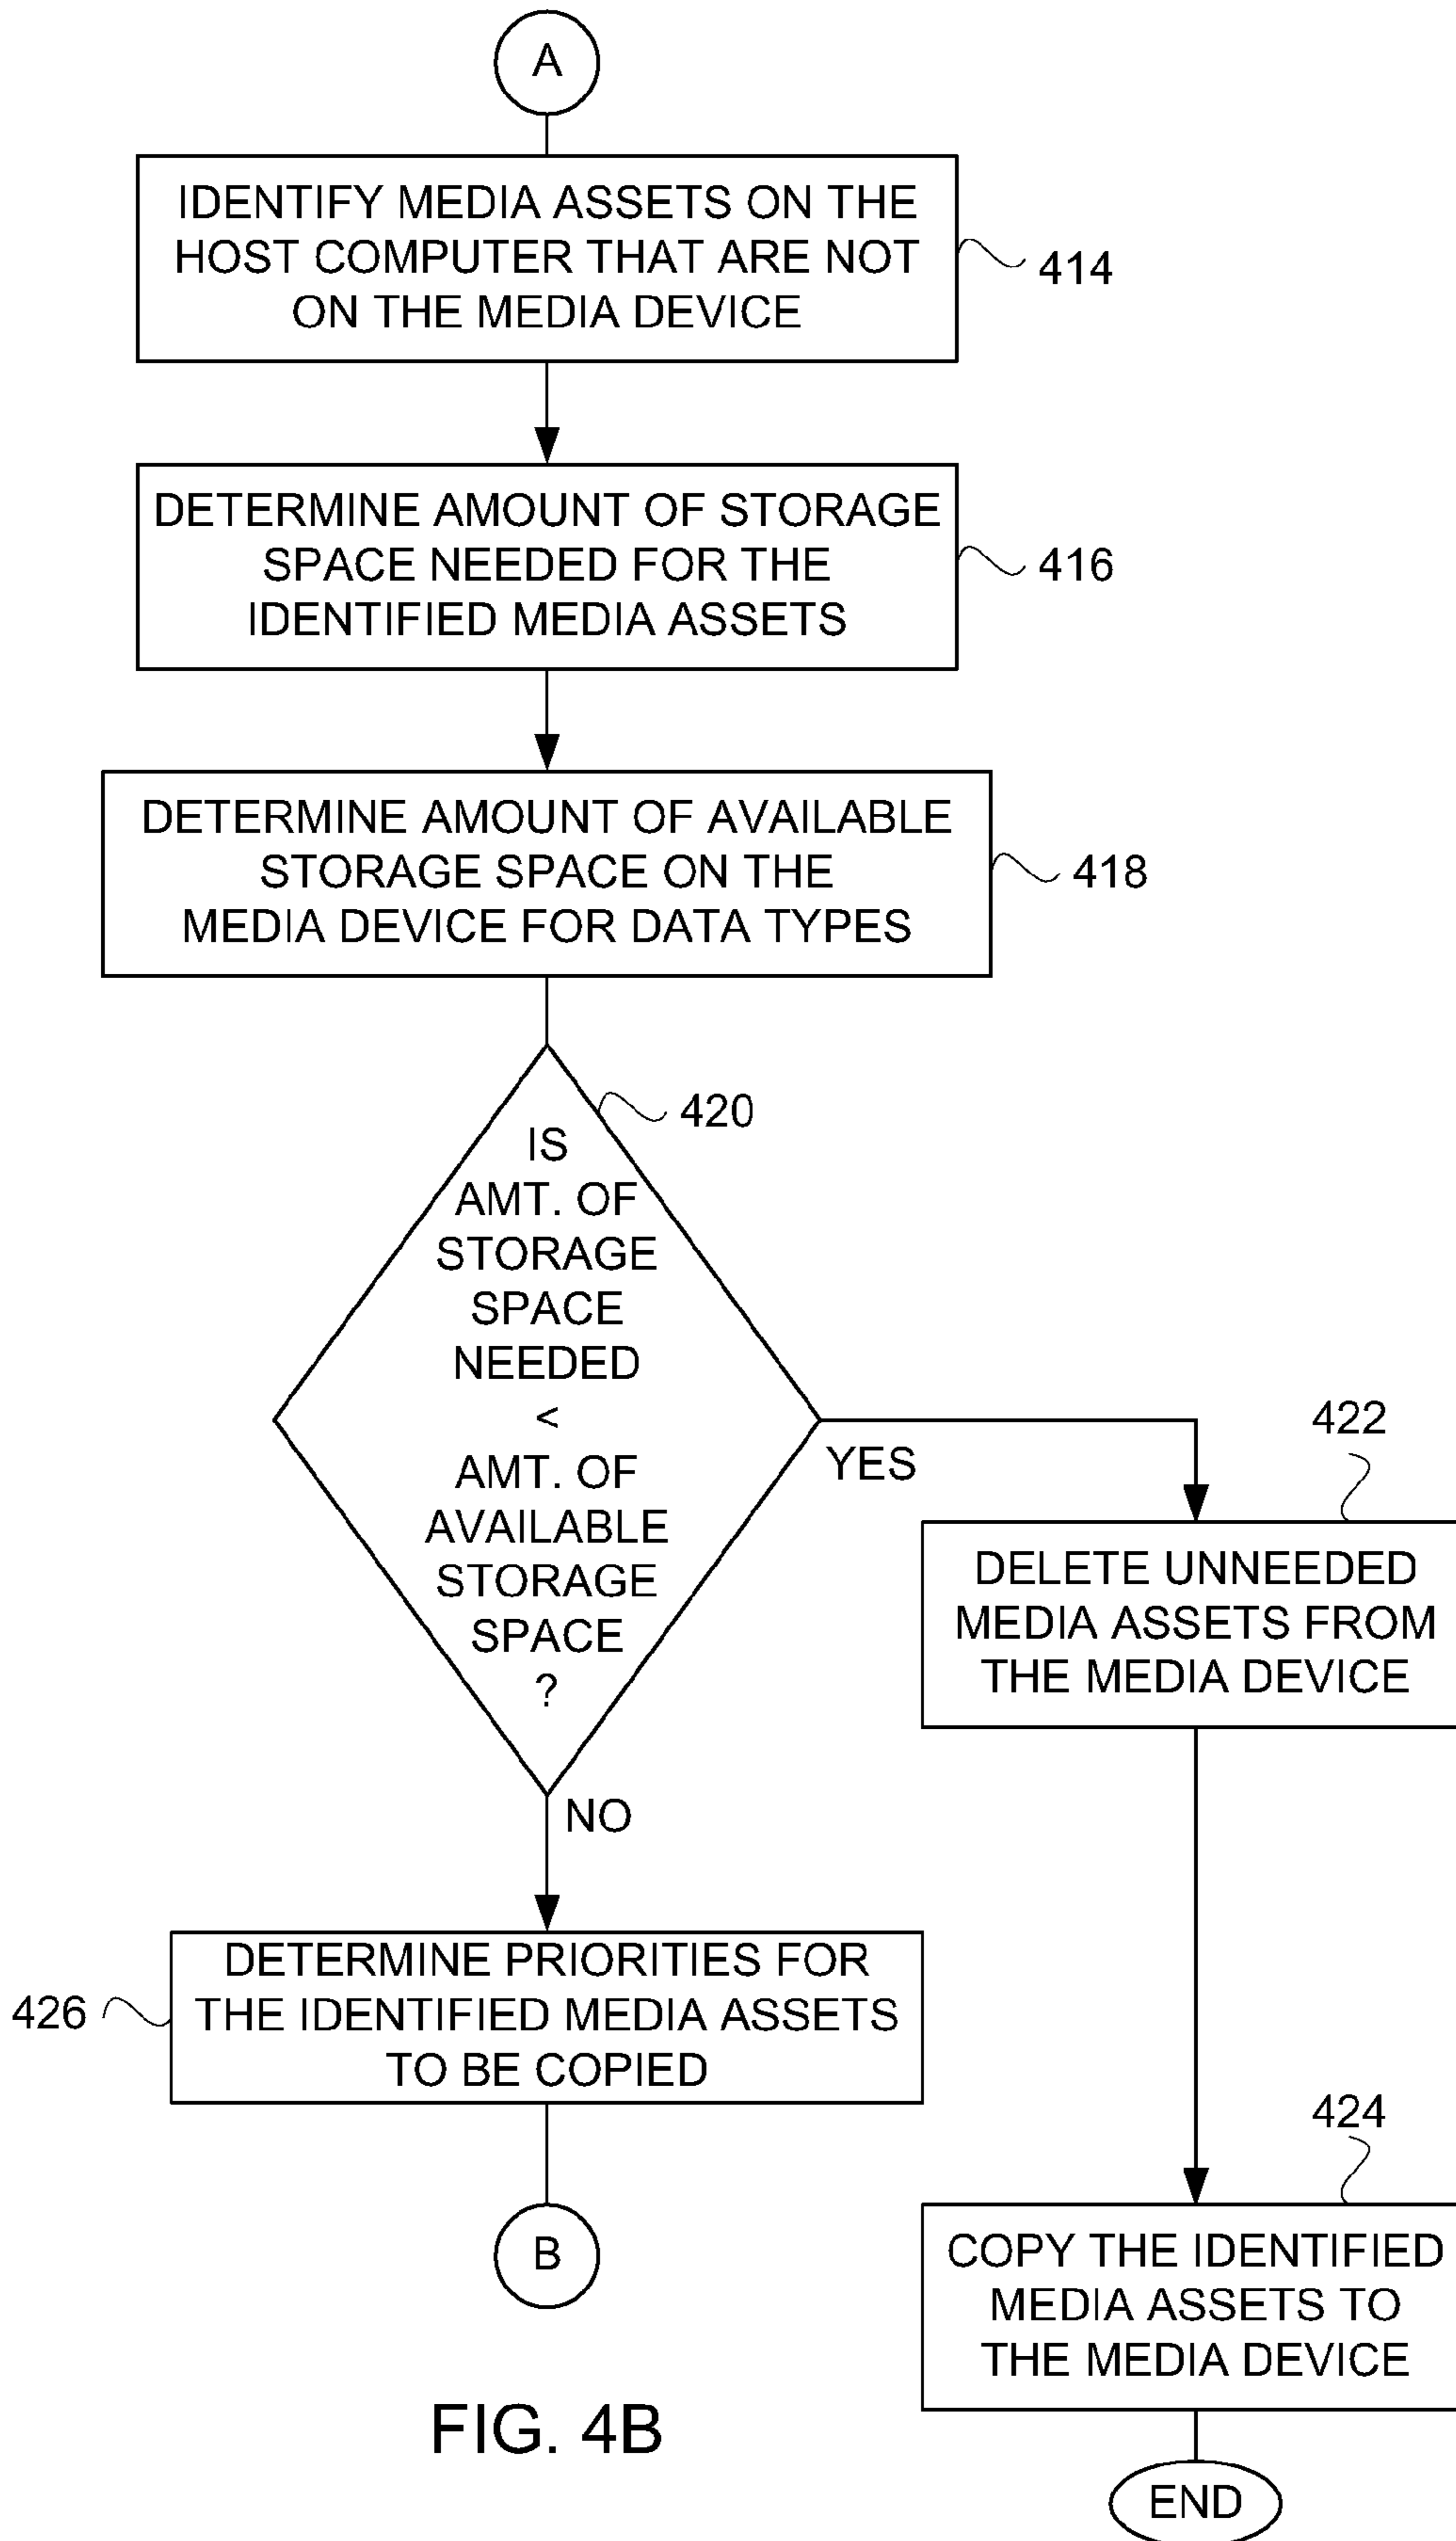 A
IDENTIFY MEDIA ASSETS ON THE
HOST COMPUTER THAT ARE NOT
ON THE MEDIA DEVICE
414
DETERMINE AMOUNT OF STORAGE
SPACE NEEDED FOR THE
IDENTIFIED MEDIA ASSETS
416
DETERMINE AMOUNT OF AVAILABLE
STORAGE SPACE ON THE
MEDIA DEVICE FOR DATA TYPES
418
420
IS
AMT. OF
STORAGE
SPACE
NEEDED
<
AMT. OF
AVAILABLE
STORAGE
SPACE
?
YES
422
DELETE UNNEEDED
MEDIA ASSETS FROM
THE MEDIA DEVICE
NO
426
DETERMINE PRIORITIES FOR
THE IDENTIFIED MEDIA ASSETS
TO BE COPIED
B
424
COPY THE IDENTIFIED
MEDIA ASSETS TO
THE MEDIA DEVICE
END
FIG. 4B